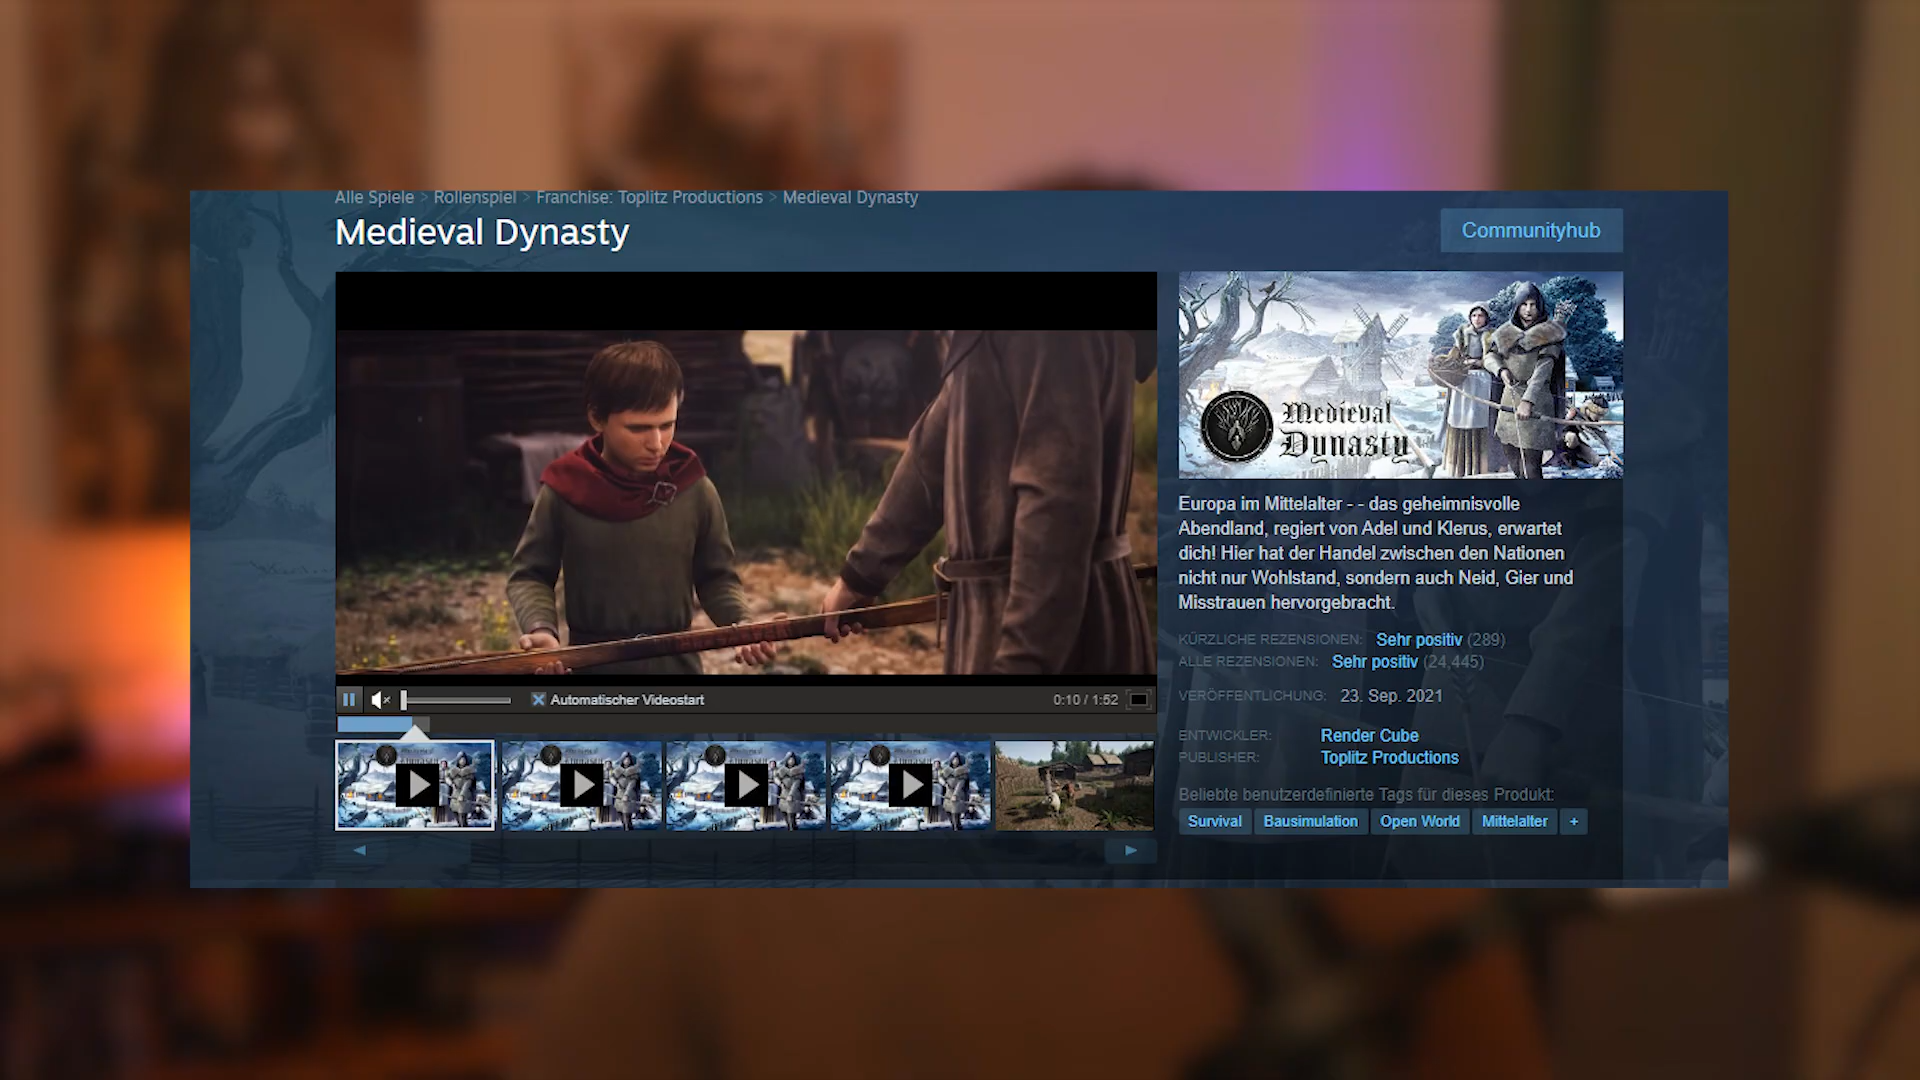 Alle Spiele > Rollenspiel > Franchise: Toplitz Productions > Medieval Dynasty
Medieval Dynasty
Communityhub
Medieval
Dynasty
Europa im Mittelalter - - das geheimnisvolle
Abendland, regiert von Adel und Klerus, erwartet
dich! Hier hat der Handel zwischen den Nationen
nicht nur Wohlstand, sondern auch Neid, Gier und
Misstrauen hervorgebracht.
KÜRZLICHE REZENSIONEN: Sehr positiv (289)
ALLE REZENSIONEN: Sehr positiv (24,445)
VERÖFFENTLICHUNG: 23. Sep. 2021
ENTWICKLER: Render Cube
PUBLISHER: Toplitz Productions
Beliebte benutzerdefinierte Tags für dieses Produkt:
Survival Bausimulation Open World Mittelalter +
Automatischer Videostart 0:10 / 1:52